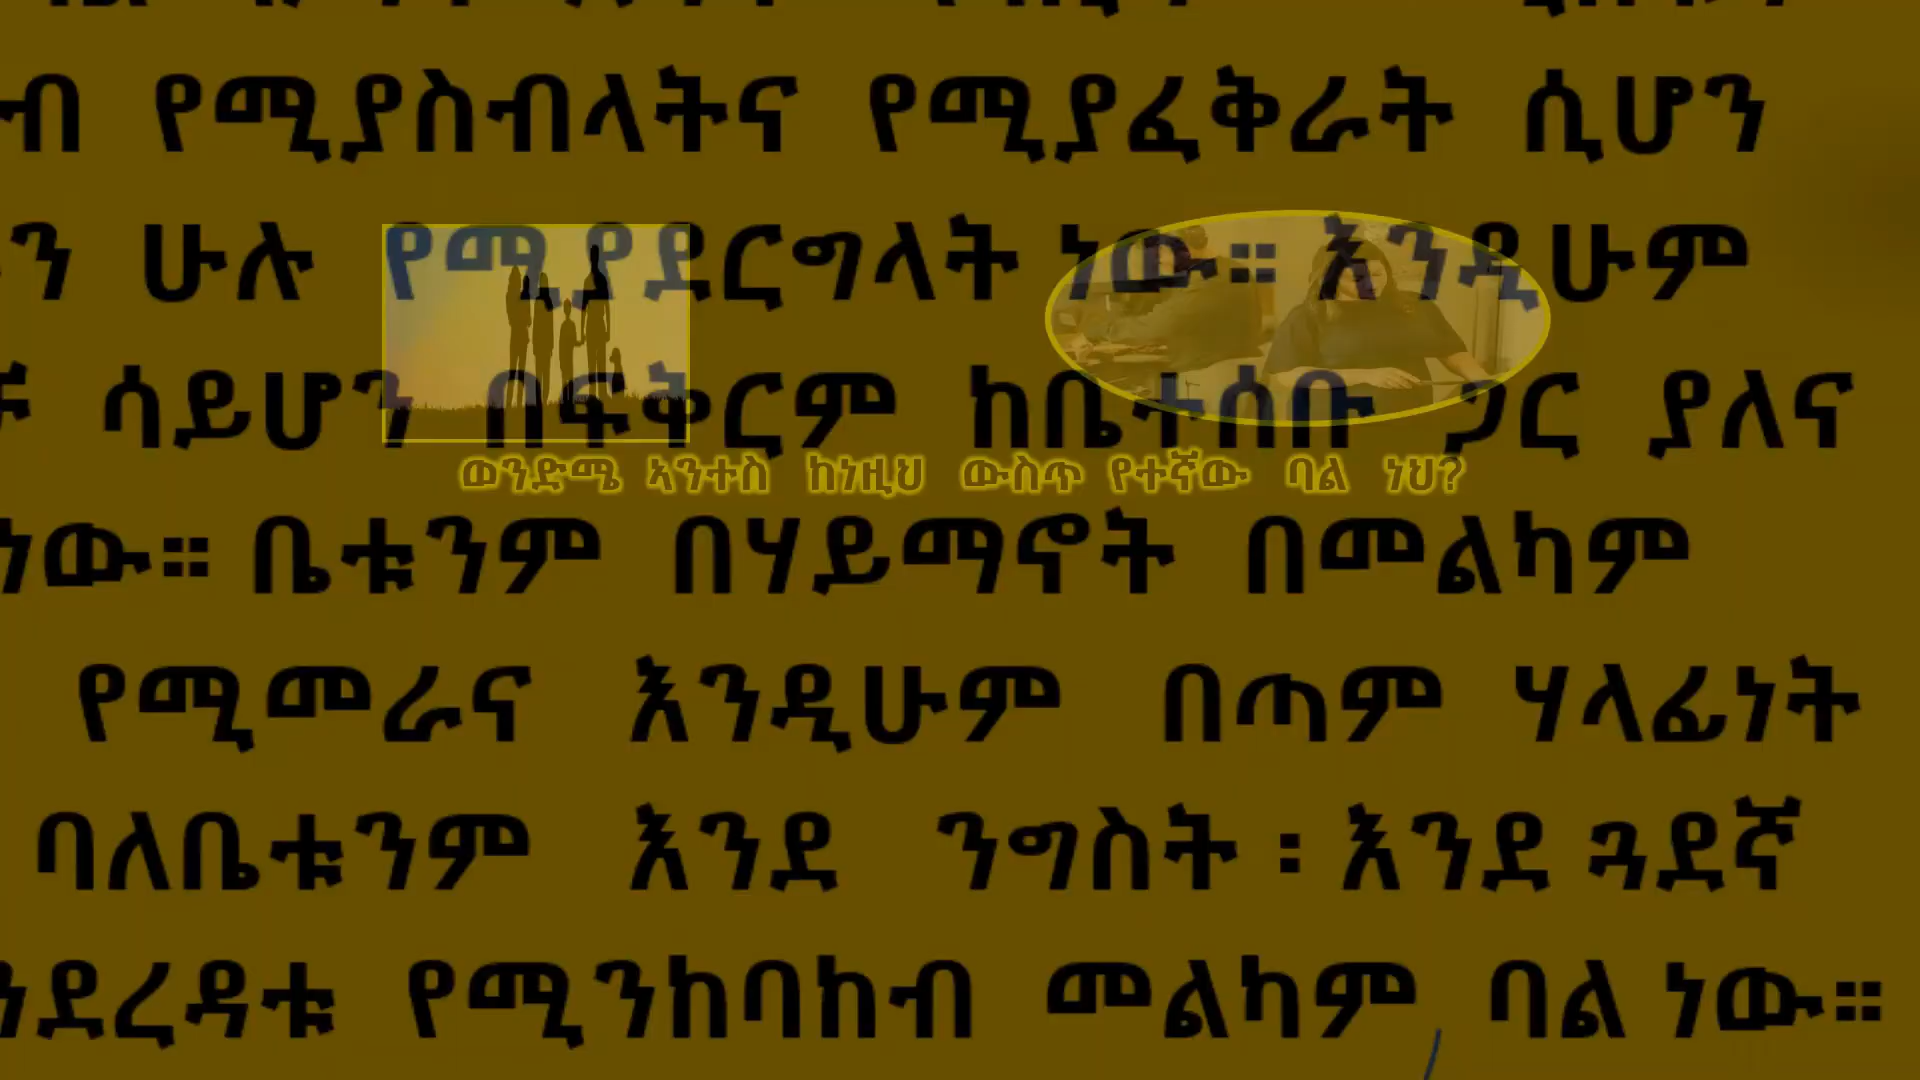 የሚያስብላትና የሚያፈቅራት ሲሆን
ሁሉ የሚያደርግላት ነው። እንዲሁም
ሳይሆን በፍቅርም ከቤተሰቡ ጋር ያለና
ወንድሜ ኣንተስ ከነዚህ ውስጥ የተኛው ባል ነህ?
ነው። ቤቱንም በሃይማኖት በመልካም
የሚመራና እንዲሁም በጣም ሃላፊነት
ባለቤቱንም እንደ ንግስት ፡ እንደ ጓደኛ
እንደረዳቱ የሚንከባከብ መልካም ባል ነው።